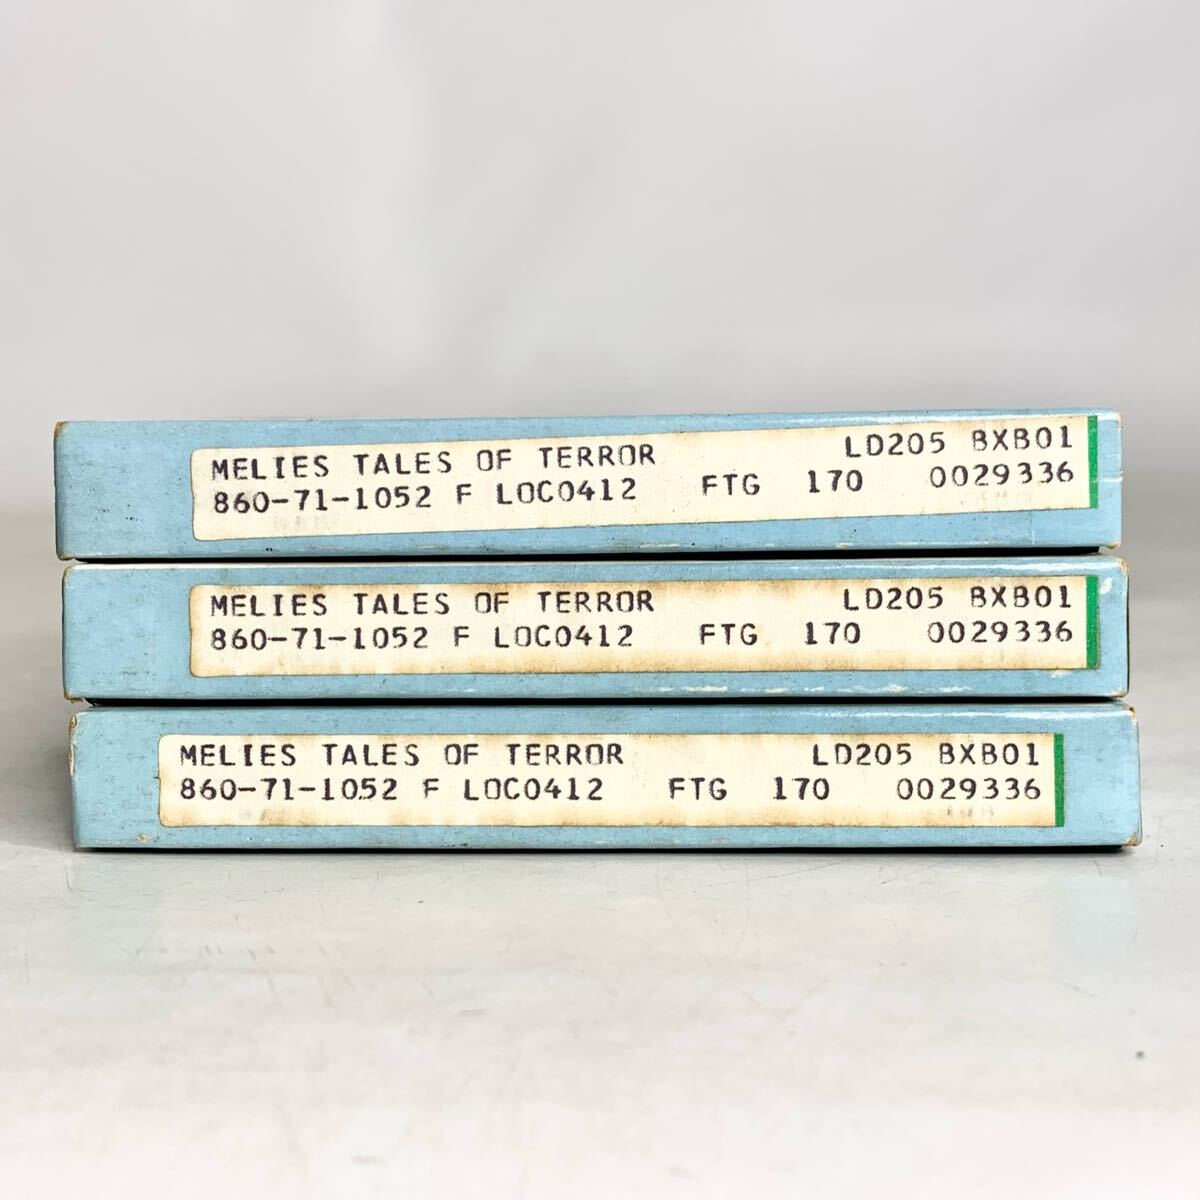 MELIES TALES OF TERROR LD205 BXB01
860-71-1052 F LOC0412 FTG 170 0029336
MELIES TALES OF TERROR LD205 BXB01
860-71-1052 F LOC0412 FTG 170 0029336
MELIES TALES OF TERROR LD205 BXB01
860-71-1052 F LOC0412 FTG 170 0029336